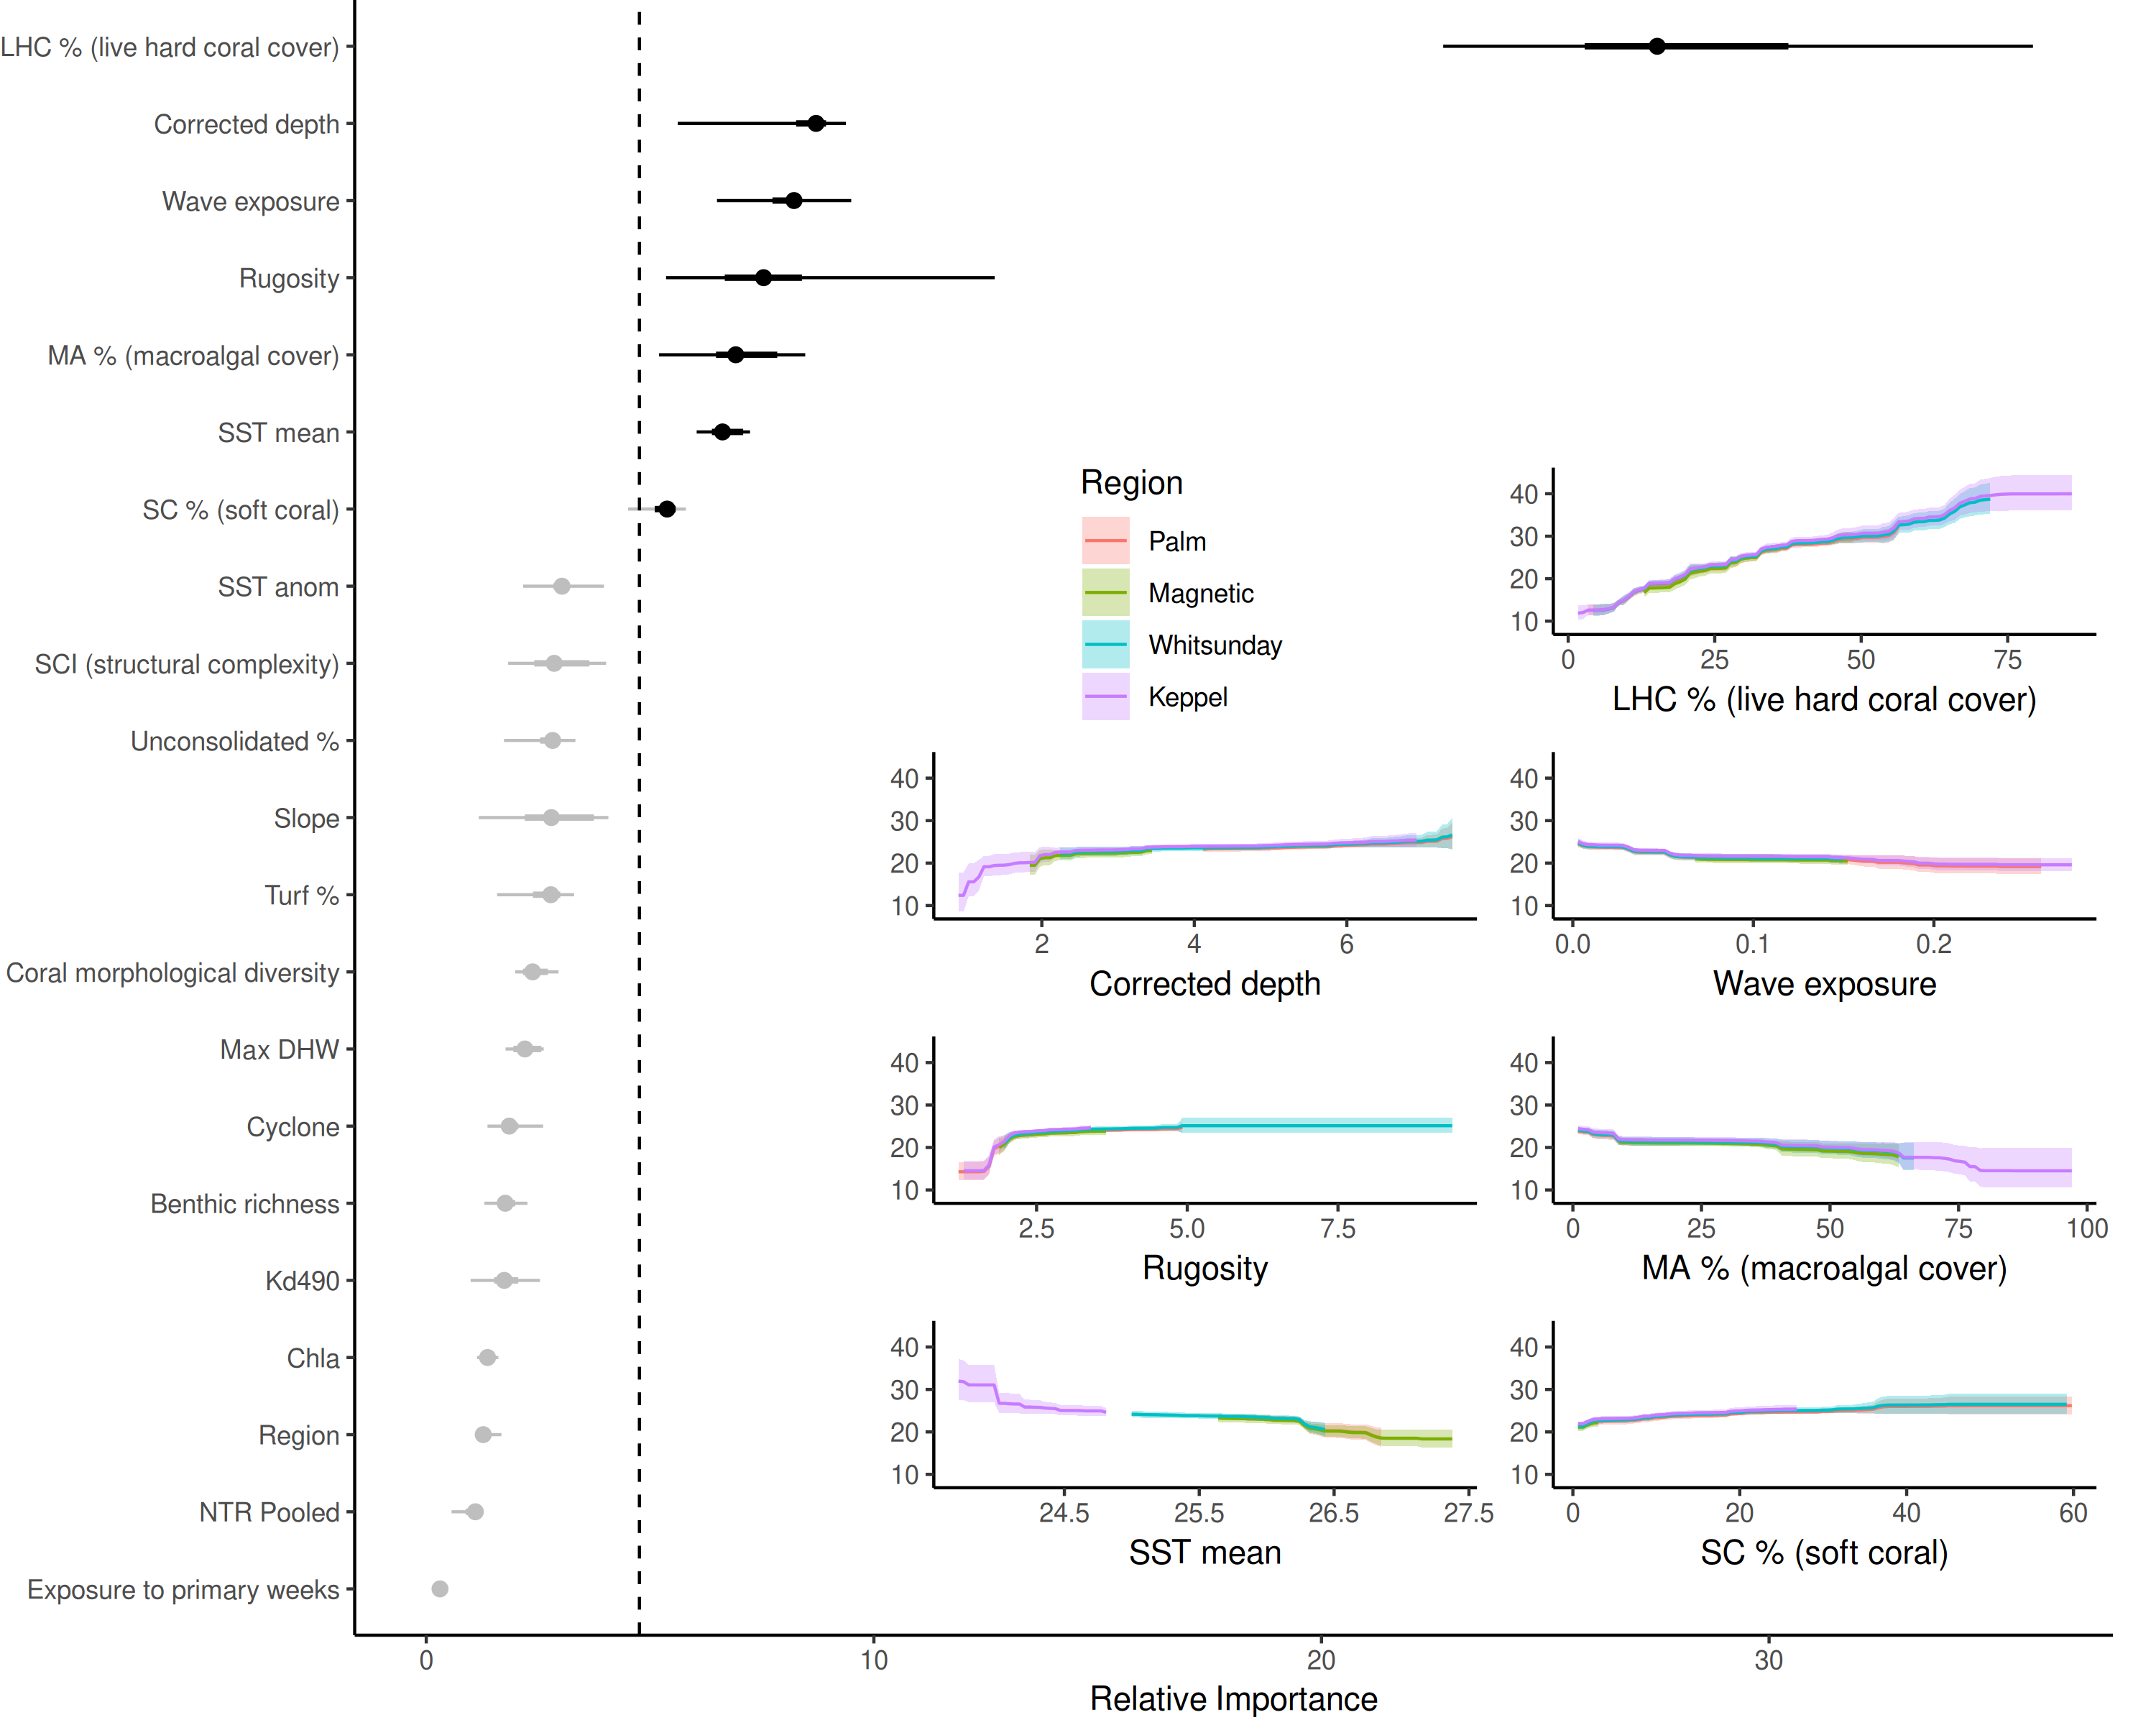 LHC % (live hard coral cover)
Corrected depth
Wave exposure
Rugosity
MA % (macroalgal cover)
SST mean
SC % (soft coral)
SST anom
SCI (structural complexity)
Unconsolidated %
Slope
Turf %
Coral morphological diversity
Max DHW
Cyclone
Benthic richness
Kd490
Chla
Region
NTR Pooled
Exposure to primary weeks
0 10 20 30
Relative Importance
Region
Palm
Magnetic
Whitsunday
Keppel
40
30
20
10
0 25 50 75
LHC % (live hard coral cover)
40
30
20
10
2 4 6
Corrected depth
40
30
20
10
0.0 0.1 0.2
Wave exposure
40
30
20
10
2.5 5.0 7.5
Rugosity
40
30
20
10
0 25 50 75 100
MA % (macroalgal cover)
40
30
20
10
24.5 25.5 26.5 27.5
SST mean
40
30
20
10
0 20 40 60
SC % (soft coral)